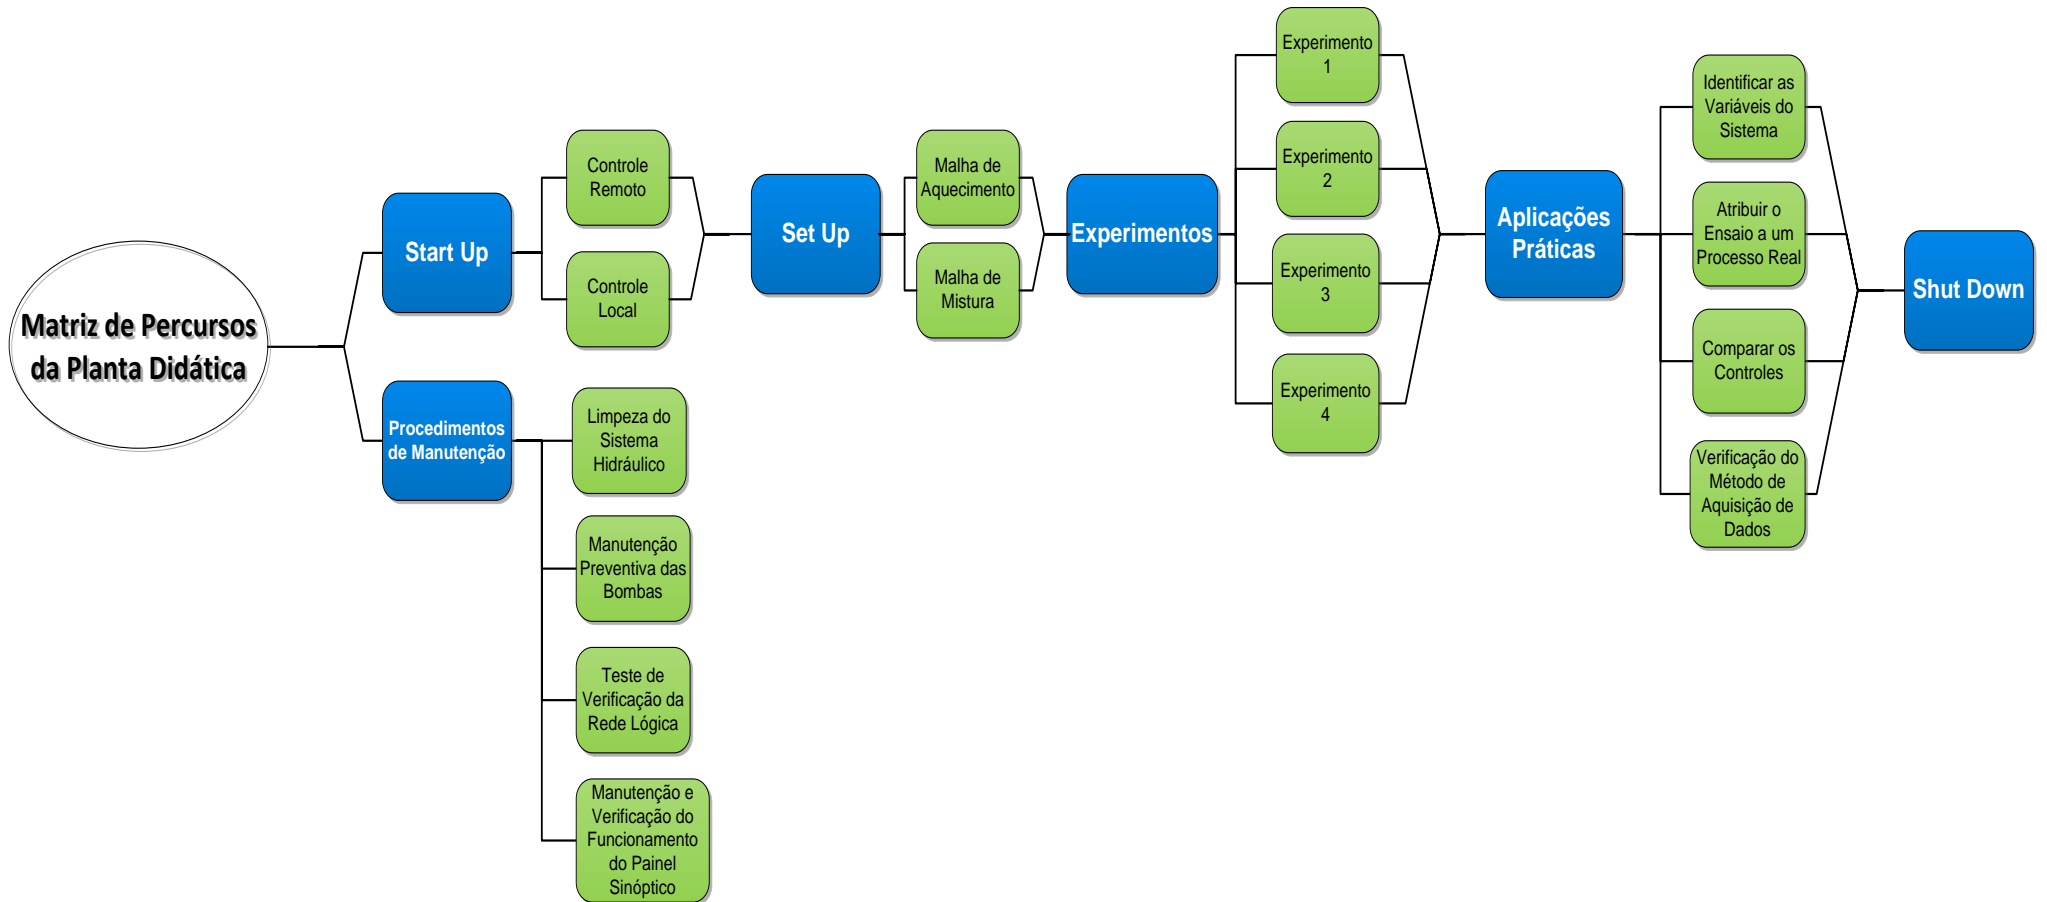 Matriz de Percursos
da Planta Didática
Start Up
Controle
Remoto
Controle
Local
Set Up
Malha de
Aquecimento
Malha de
Mistura
Experimentos
Experimento
1
Experimento
2
Experimento
3
Experimento
4
Aplicações
Práticas
Identificar as
Variáveis do
Sistema
Atribuir o
Ensaio a um
Processo Real
Comparar os
Controles
Verificação do
Método de
Aquisição de
Dados
Shut Down
Procedimentos
de Manutenção
Limpeza do
Sistema
Hidráulico
Manutenção
Preventiva das
Bombas
Teste de
Verificação da
Rede Lógica
Manutenção e
Verificação do
Funcionamento
do Painel
Sinóptico